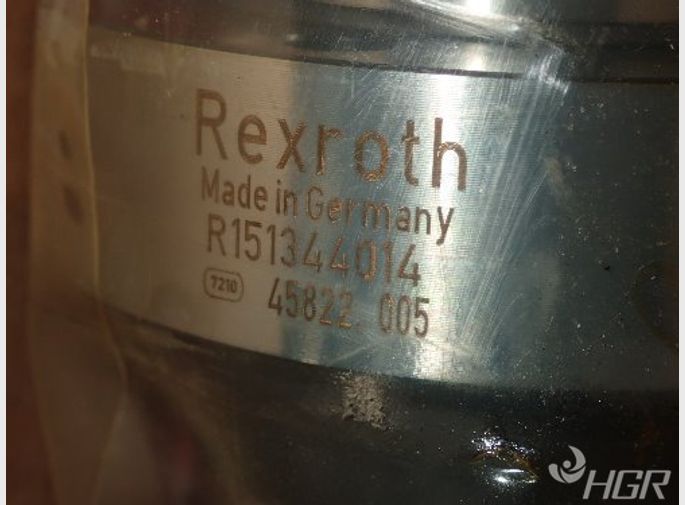 Rexroth
Made in Germany
R151344014
7210 45822.005
HGR